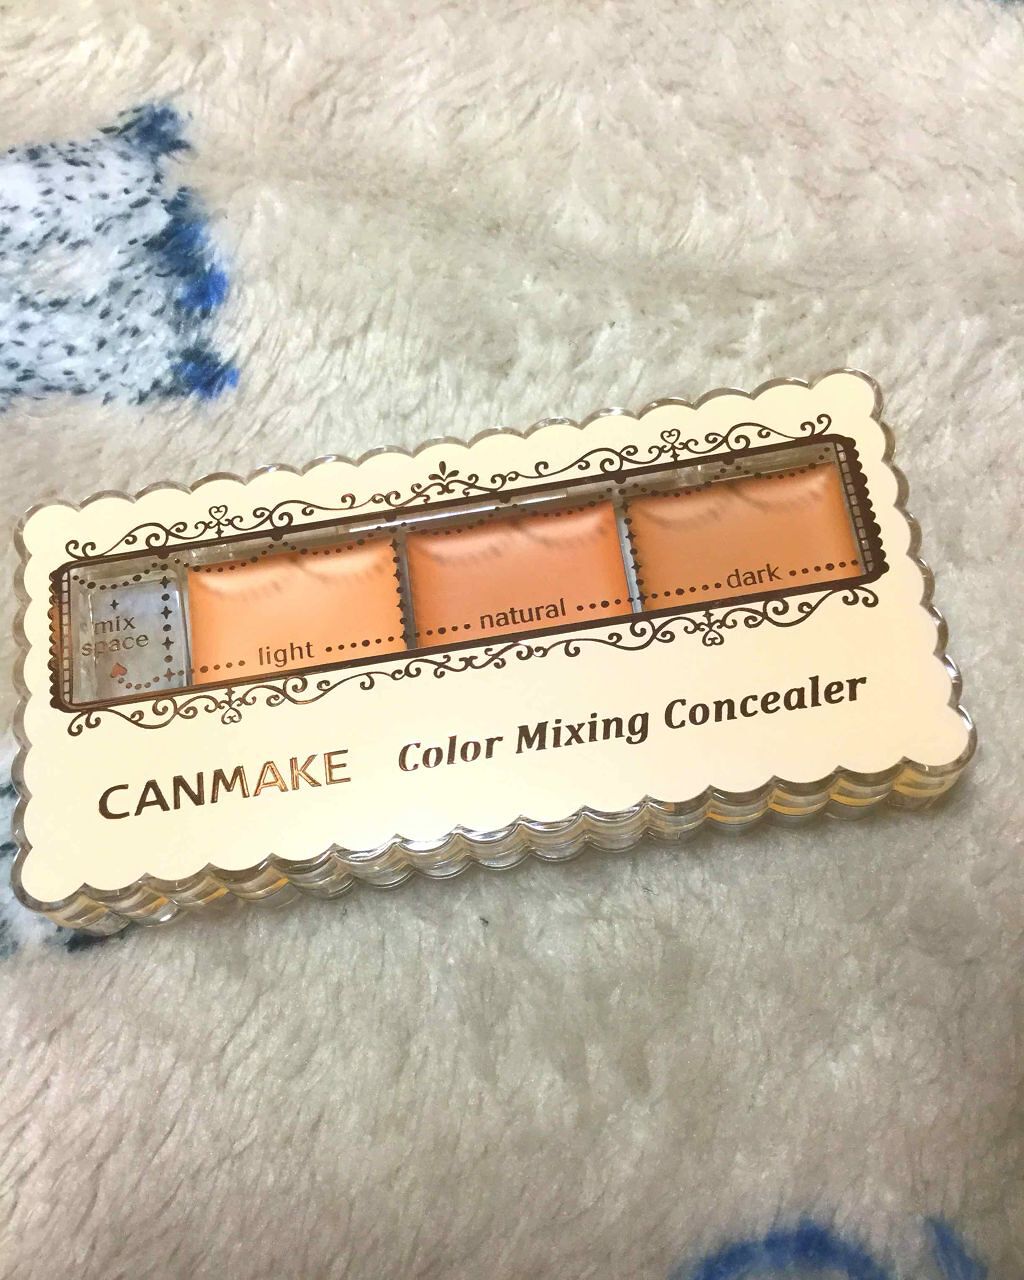 mix
space
light
natural
dark
CANMAKE
Color Mixing Concealer